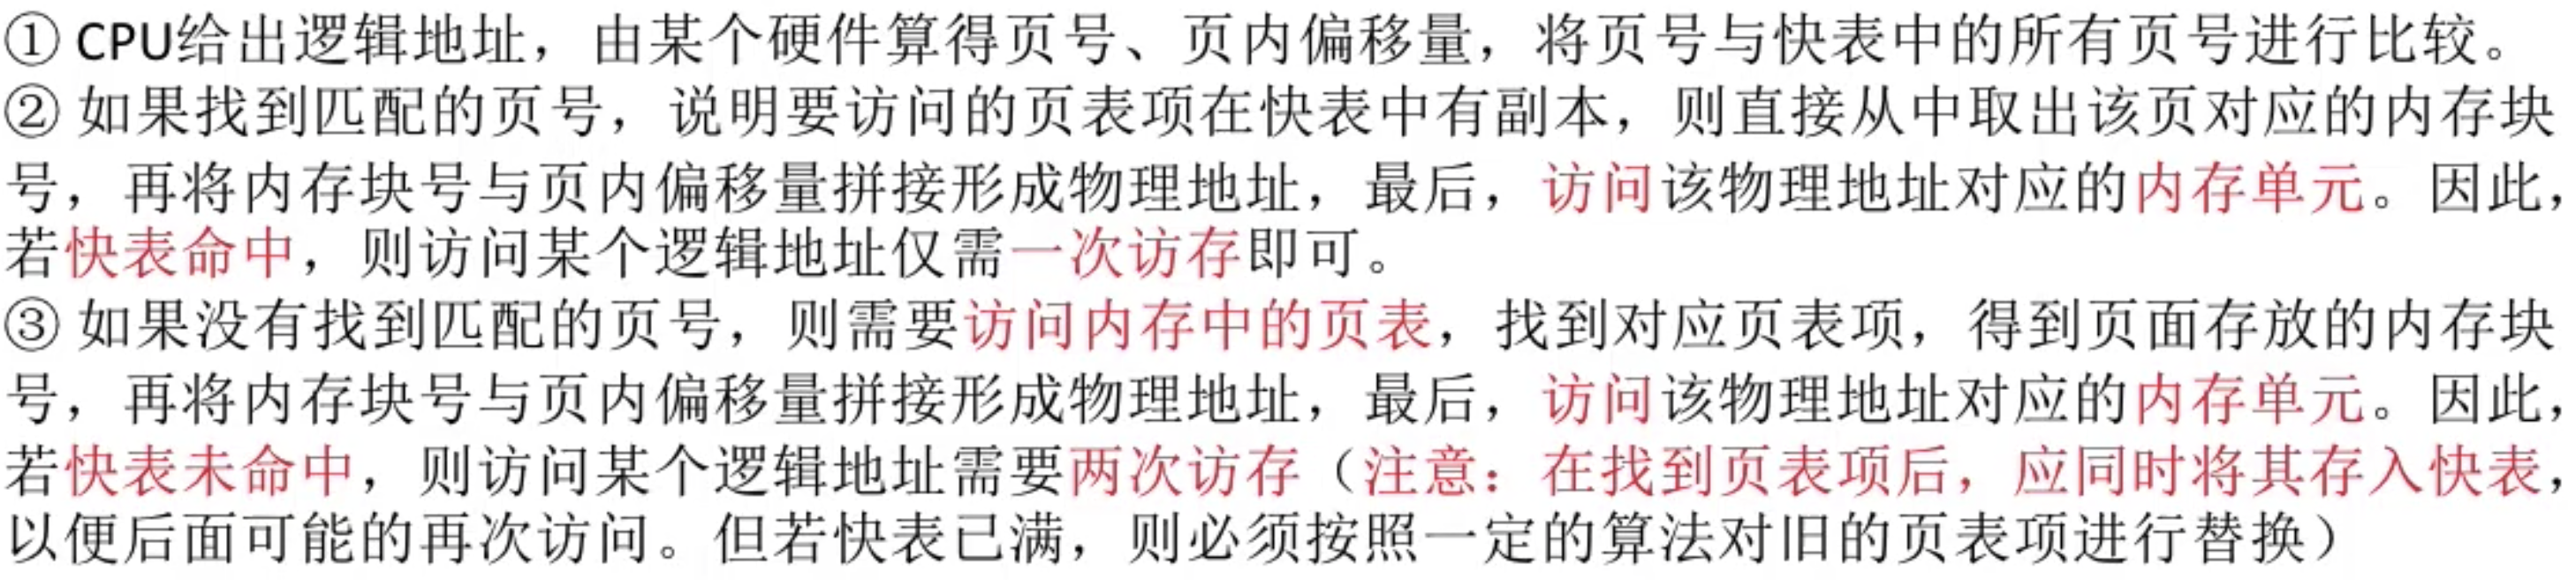 ① CPU给出逻辑地址，由某个硬件算得页号、页内偏移量，将页号与快表中的所有页号进行比较。
② 如果找到匹配的页号，说明要访问的页表项在快表中有副本，则直接从中取出该页对应的内存块
号，再将内存块号与页内偏移量拼接形成物理地址，最后，访问该物理地址对应的内存单元。因此，
若快表命中，则访问某个逻辑地址仅需一次访存即可。
③ 如果没有找到匹配的页号，则需要访问内存中的页表，找到对应页表项，得到页面存放的内存块
号，再将内存块号与页内偏移量拼接形成物理地址，最后，访问该物理地址对应的内存单元。因此，
若快表未命中，则访问某个逻辑地址需要两次访存（注意：在找到页表项后，应同时将其存入快表，
以便后面可能的再次访问。但若快表已满，则必须按照一定的算法对旧的页表项进行替换）